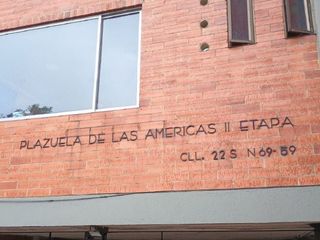 PLAZUELA DE LAS AMERICAS II ETAPA
CLL. 22 S N 69-59